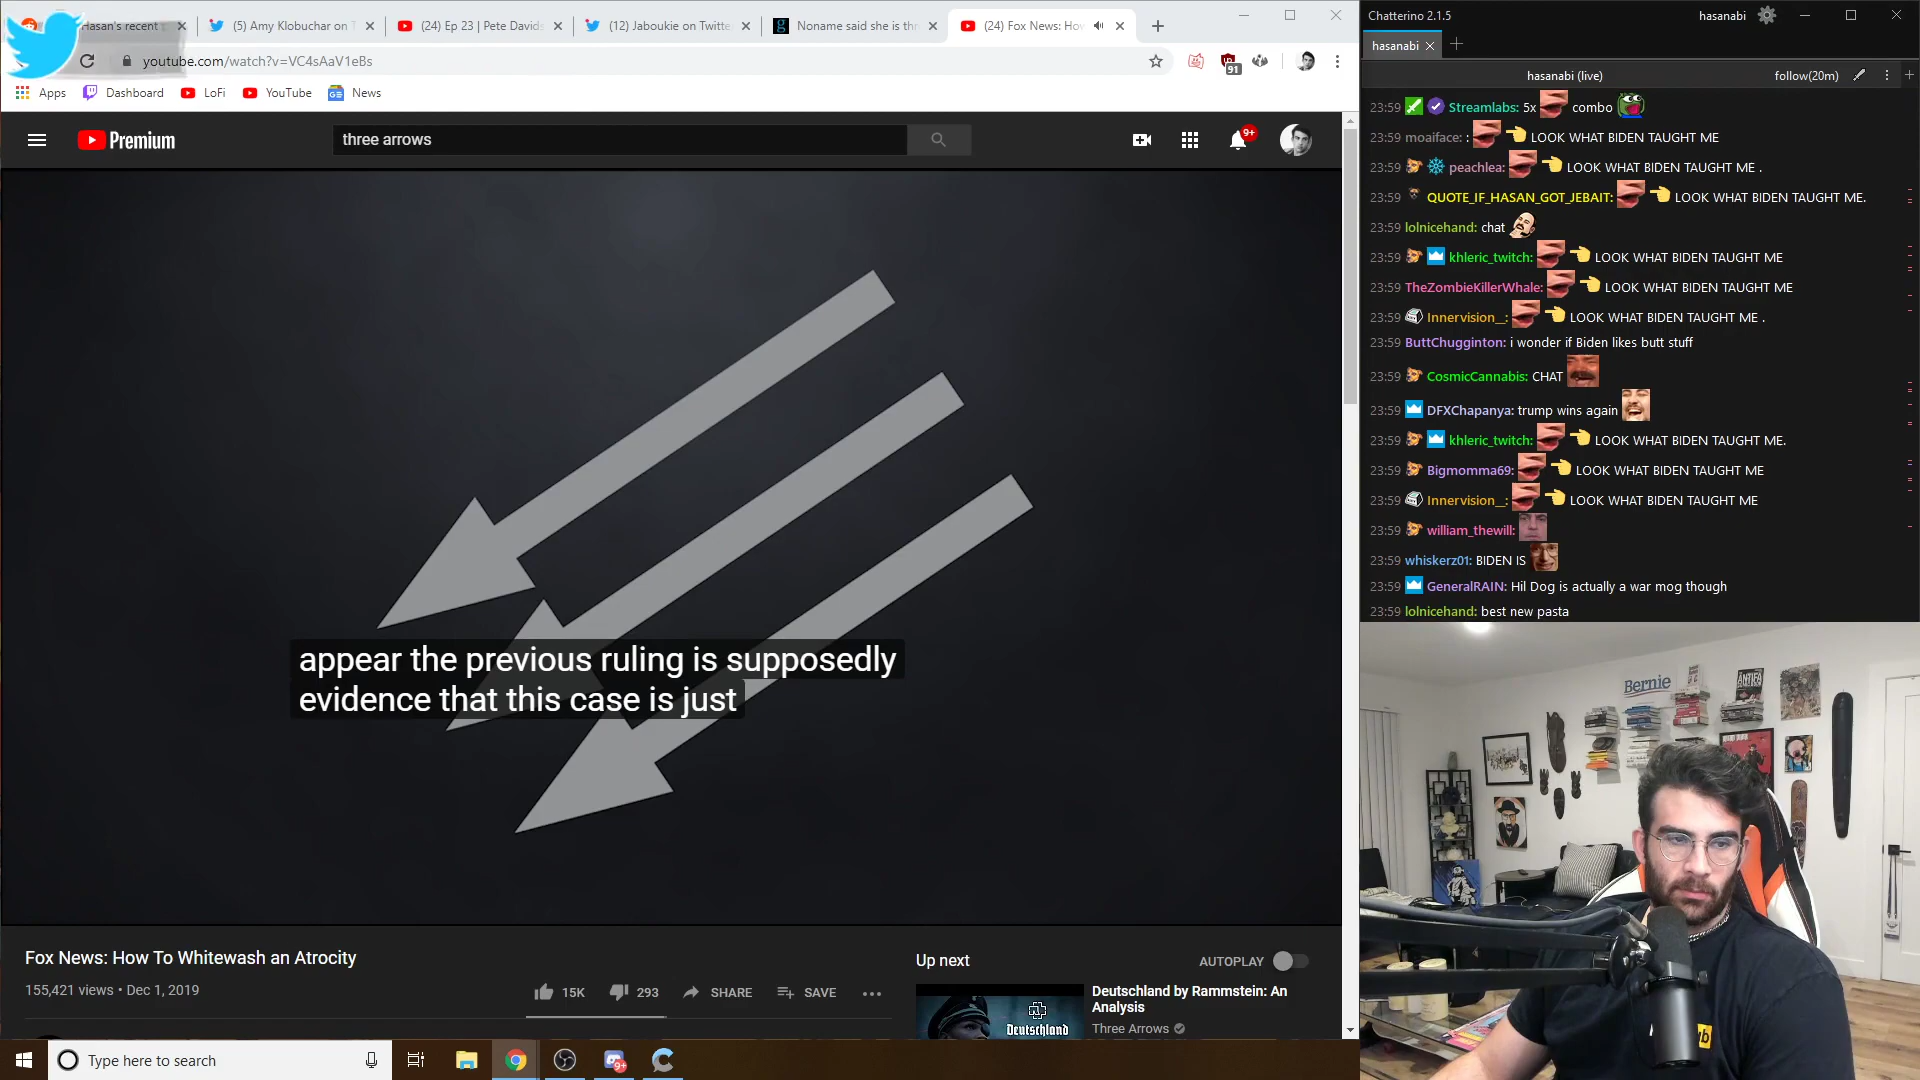 Hasan's recent
(5) Amy Klobuchar on T
(24) Ep 23 | Pete Davids
(12) Jaboukie on Twitte
Noname said she is thr
(24) Fox News: How
youtube.com/watch?v=VC4sAaV1eBs
91
Apps
Dashboard
LoFi
YouTube
News
Premium
three arrows
9+
appear the previous ruling is supposedly
evidence that this case is just
Fox News: How To Whitewash an Atrocity
155,421 views • Dec 1, 2019
15K
293
SHARE
SAVE
Up next
AUTOPLAY
Deutschland
Deutschland by Rammstein: An
Analysis
Three Arrows
Type here to search
9+
Chatterino 2.1.5
hasanabi
hasanabi
hasanabi (live)
follow(20m)
23:59 Streamlabs: 5x combo
23:59 moaiface: : LOOK WHAT BIDEN TAUGHT ME
23:59 peachlea: LOOK WHAT BIDEN TAUGHT ME .
23:59 QUOTE_IF_HASAN_GOT_JEBAIT: LOOK WHAT BIDEN TAUGHT ME.
23:59 lolnicehand: chat
23:59 khleric_twitch: LOOK WHAT BIDEN TAUGHT ME
23:59 TheZombieKillerWhale: LOOK WHAT BIDEN TAUGHT ME
23:59 Innervision_: LOOK WHAT BIDEN TAUGHT ME .
23:59 ButtChugginton: i wonder if Biden likes butt stuff
23:59 CosmicCannabis: CHAT
23:59 DFXChapanya: trump wins again
23:59 khleric_twitch: LOOK WHAT BIDEN TAUGHT ME.
23:59 Bigmomma69: LOOK WHAT BIDEN TAUGHT ME
23:59 Innervision_: LOOK WHAT BIDEN TAUGHT ME
23:59 william_thewill:
23:59 whiskerz01: BIDEN IS
23:59 GeneralRAIN: Hil Dog is actually a war mog though
23:59 lolnicehand: best new pasta
Bernie
ANTIFA